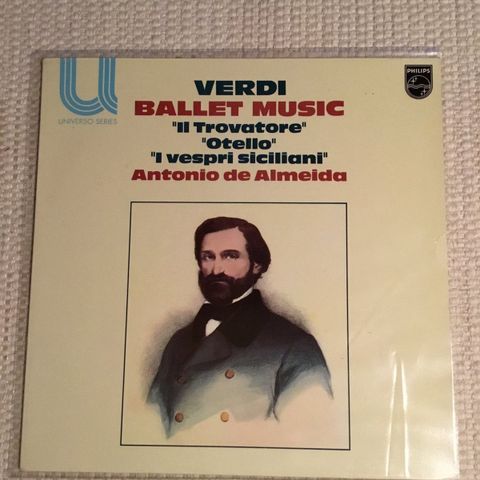 UNIVERSO SERIES
PHILIPS
VERDI
BALLET MUSIC
"Il Trovatore"
"Otello"
"I vespri siciliani"
Antonio de Almeida